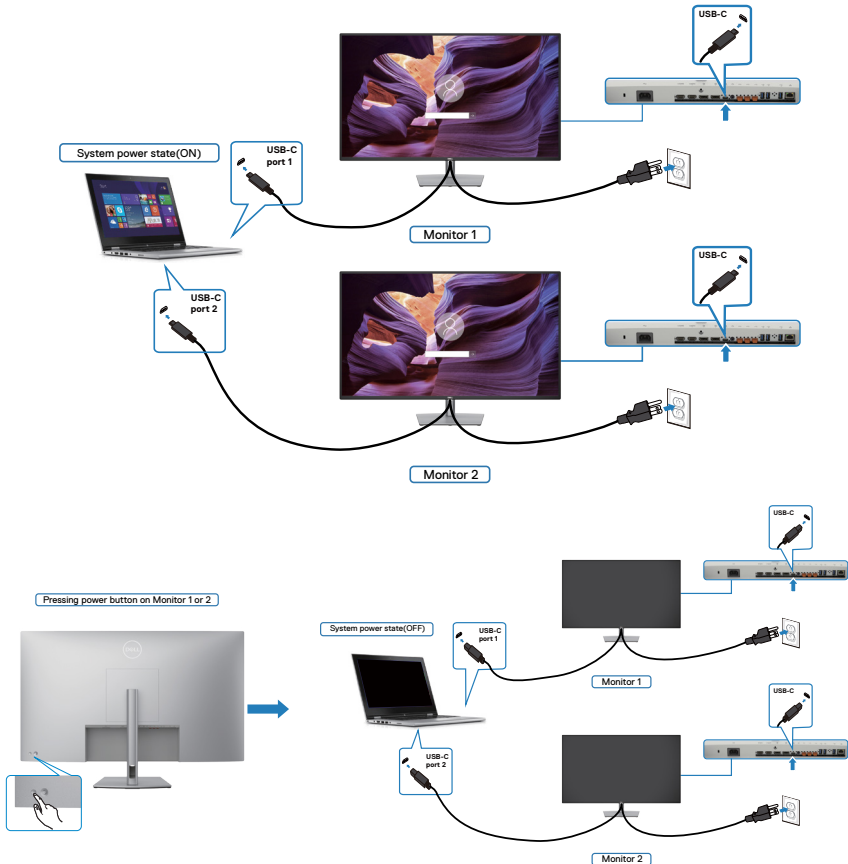 USB-C
System power state(ON)
USB-C
port 1
Monitor 1
USB-C
USB-C
port 2
Monitor 2
USB-C
Pressing power button on Monitor 1 or 2
System power state(OFF)
USB-C
port 1
Monitor 1
USB-C
USB-C
port 2
Monitor 2
DELL